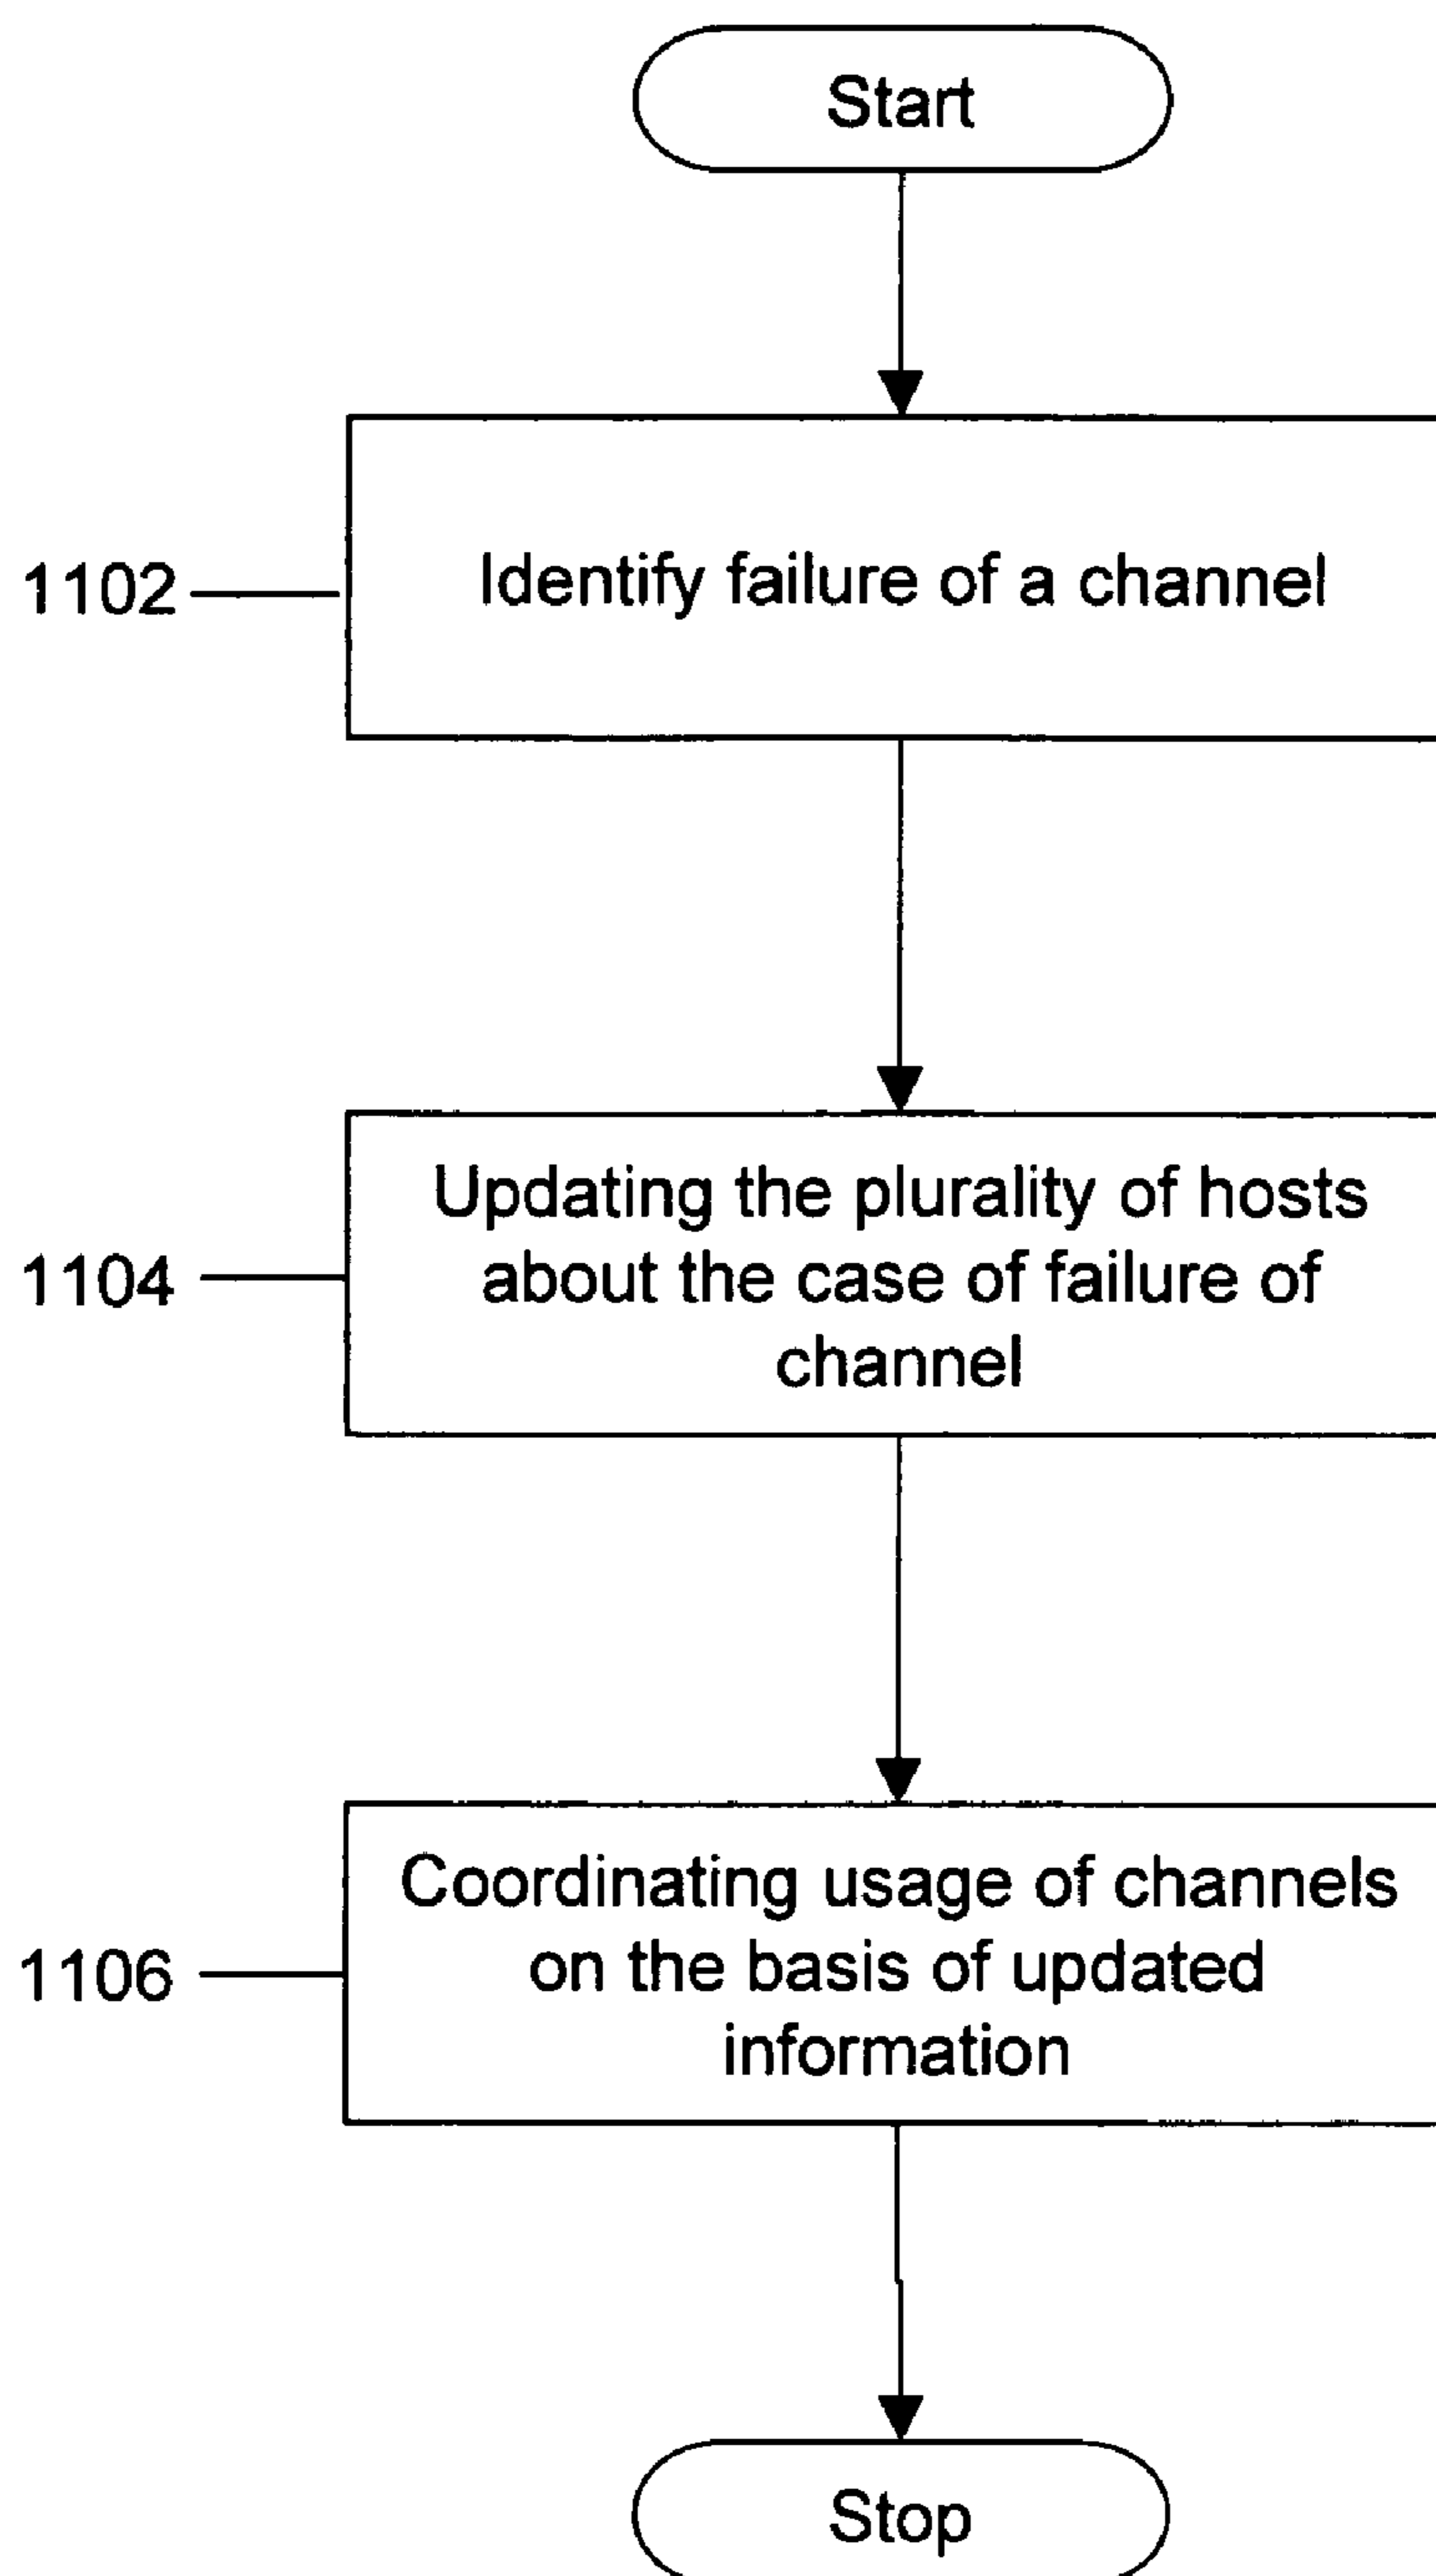 Start
1102
Identify failure of a channel
1104
Updating the plurality of hosts
about the case of failure of
channel
1106
Coordinating usage of channels
on the basis of updated
information
Stop